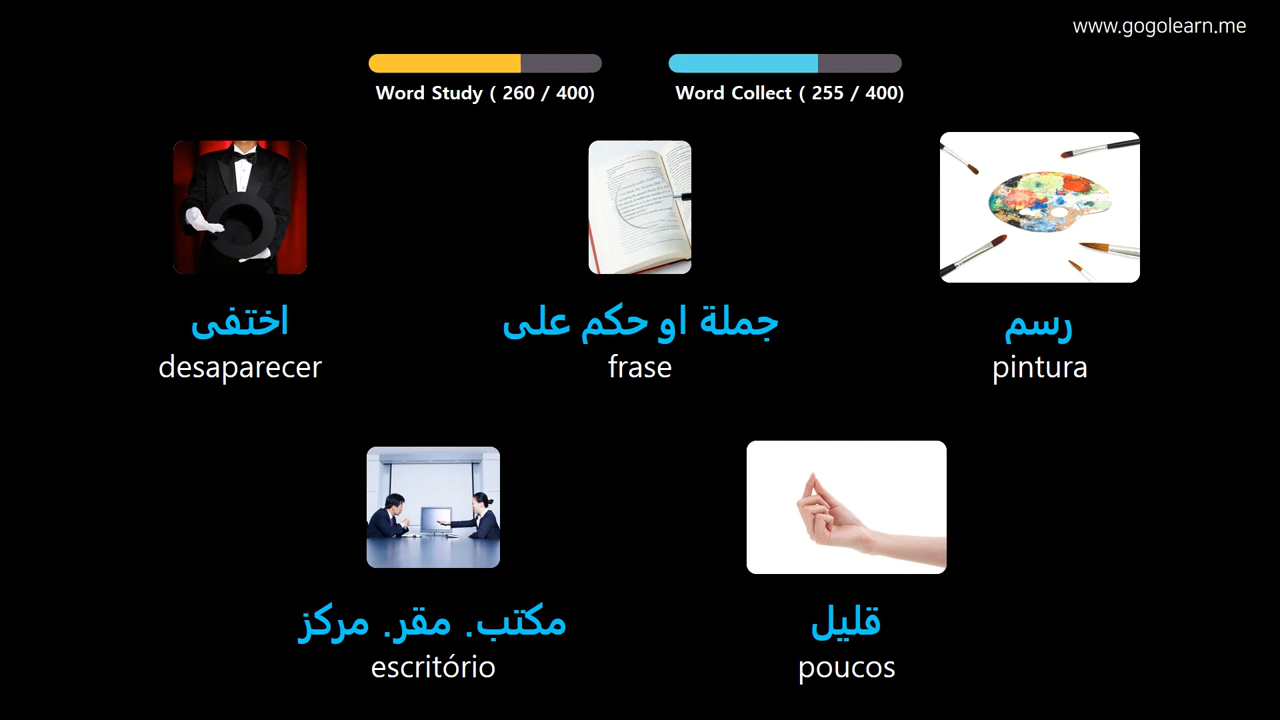 www.gogolearn.me
Word Study ( 260 / 400)
Word Collect ( 255 / 400)
اختفى
desaparecer
جملة او حكم على
frase
رسم
pintura
مكتب. مقر. مركز
escritório
قليل
poucos